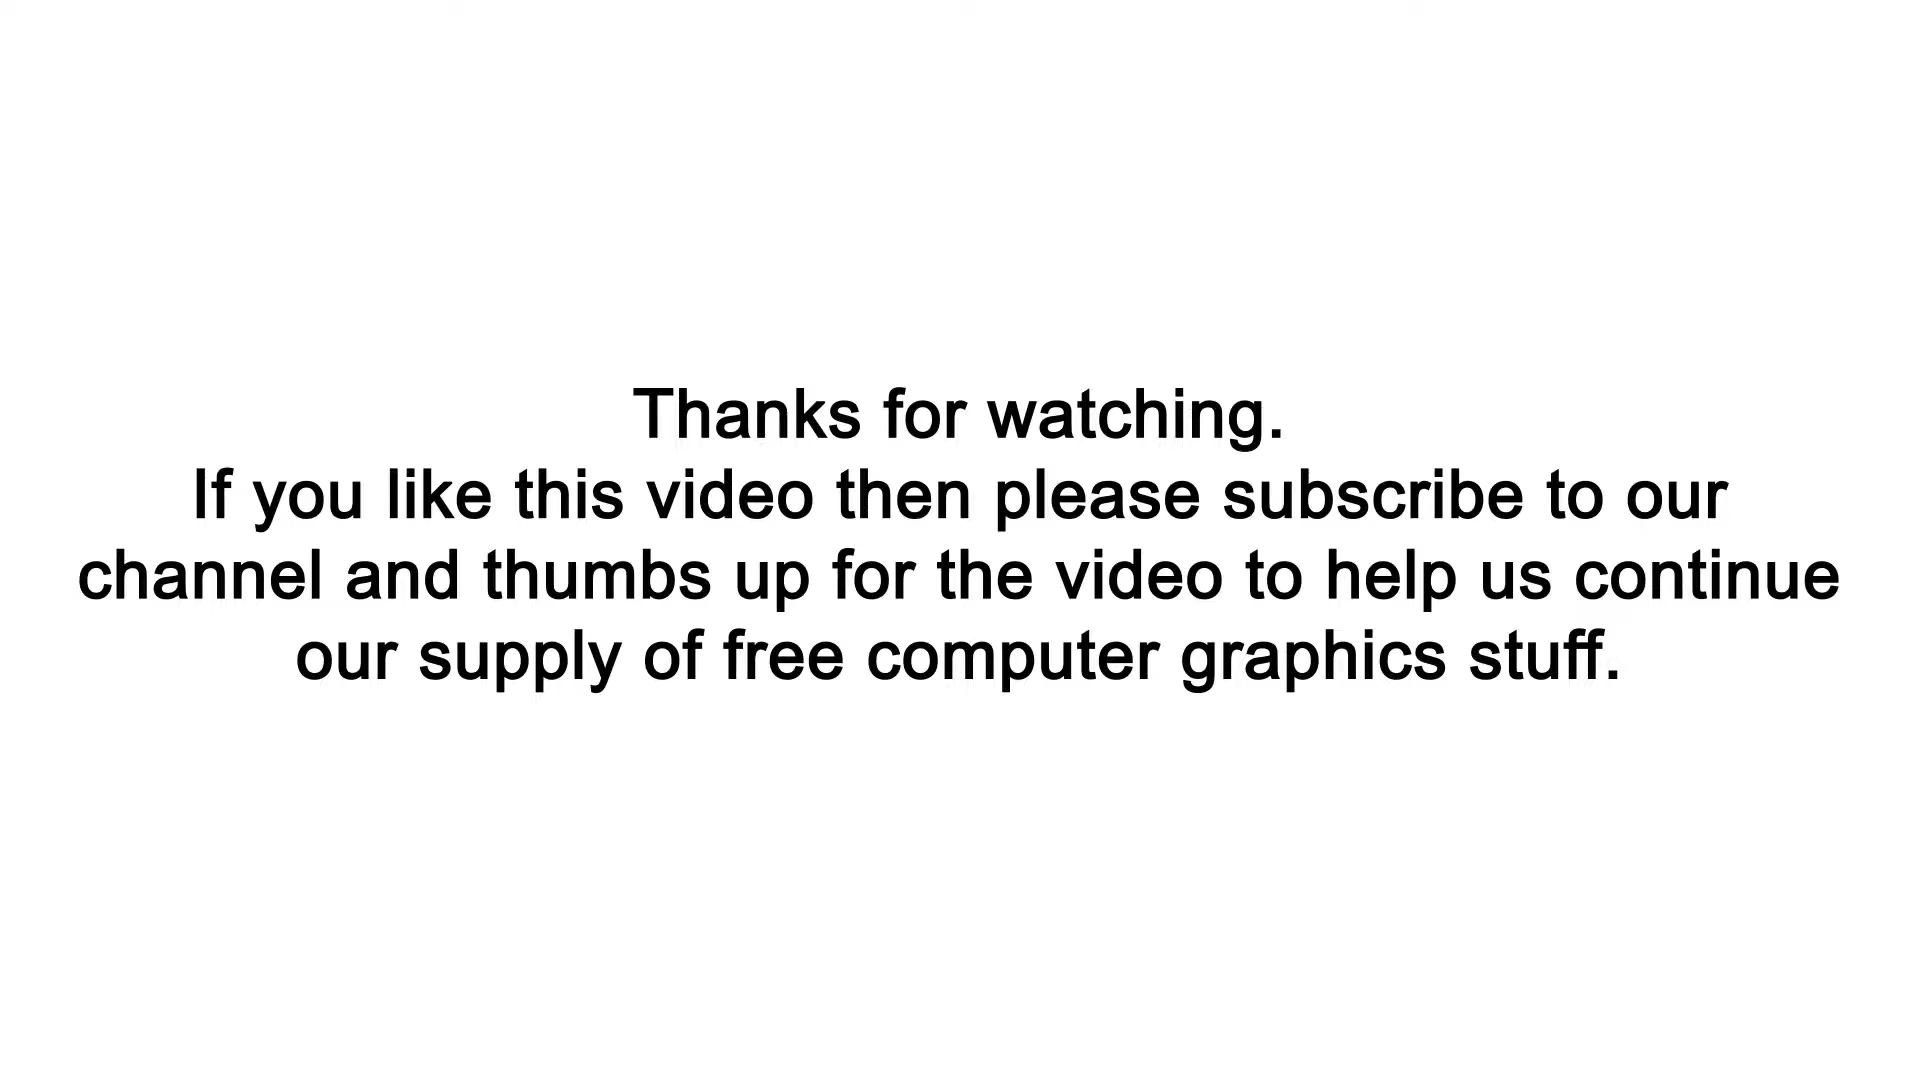 Thanks for watching.
If you like this video then please subscribe to our
channel and thumbs up for the video to help us continue
our supply of free computer graphics stuff.